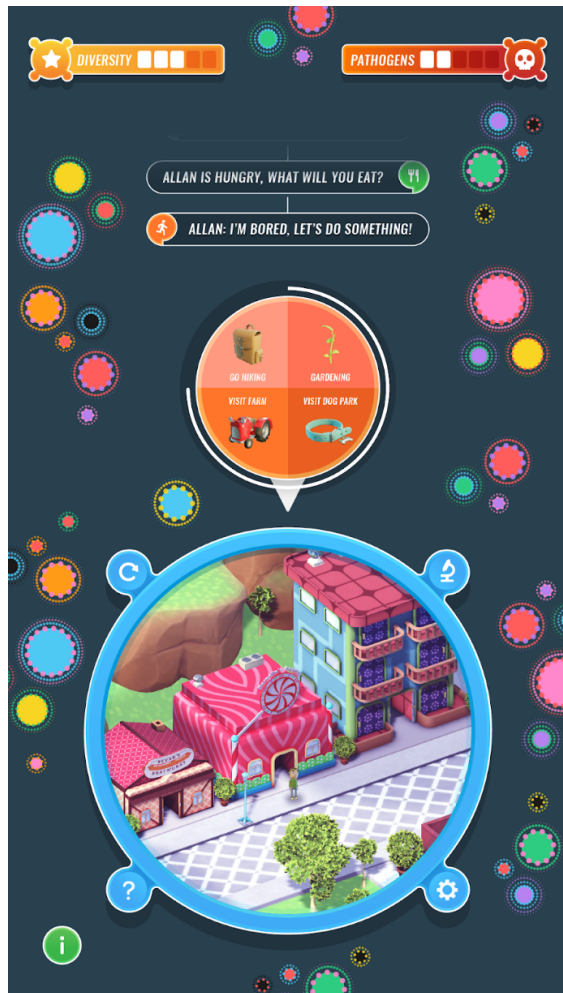 DIVERSITY
PATHOGENS
ALLAN IS HUNGRY, WHAT WILL YOU EAT?
ALLAN: I'M BORED, LET'S DO SOMETHING!
GO HIKING
GARDENING
VISIT FARM
VISIT DOG PARK
?
i